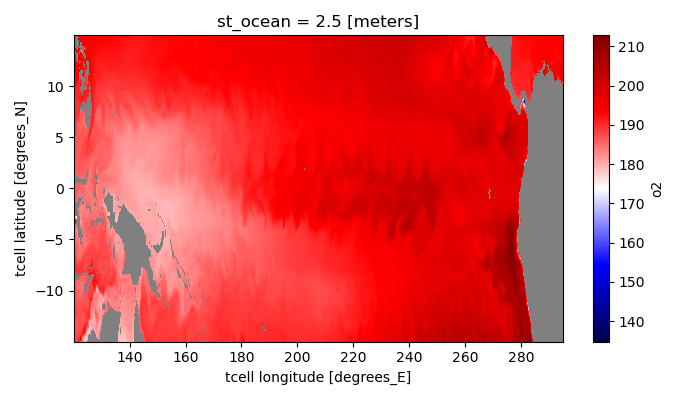 st_ocean = 2.5 [meters]
10
5
0
−5
−10
tcell latitude [degrees_N]
140 160 180 200 220 240 260 280
tcell longitude [degrees_E]
210
200
190
180
170
160
150
140
o2